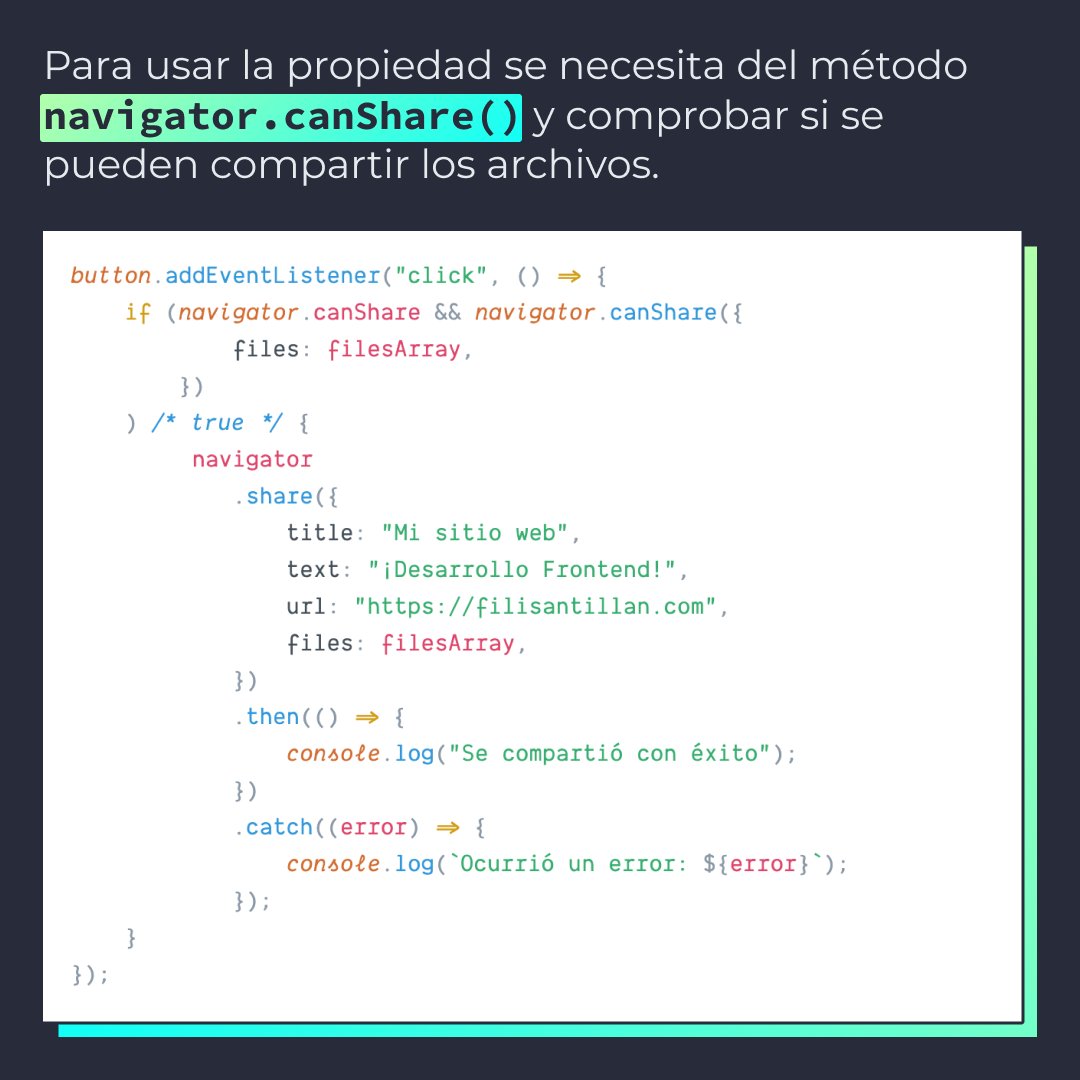 Para usar la propiedad se necesita del método
navigator.canShare() y comprobar si se
pueden compartir los archivos.
button.addEventListener("click", () => {
    if (navigator.canShare && navigator.canShare({
            files: filesArray,
        })
    ) /* true */ {
         navigator
            .share({
                title: "Mi sitio web",
                text: "¡Desarrollo Frontend!",
                url: "https://filisantillan.com",
                files: filesArray,
            })
            .then(() => {
                console.log("Se compartió con éxito");
            })
            .catch((error) => {
                console.log(`Ocurrió un error: ${error}`);
            });
    }
});